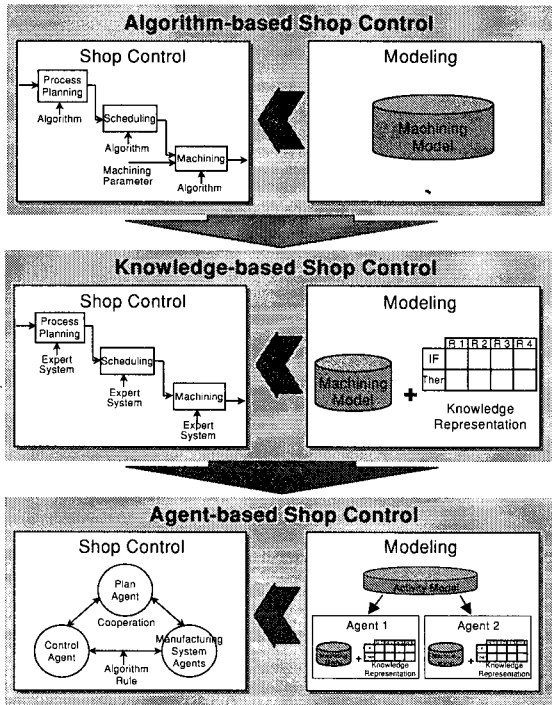 Algorithm-based Shop Control
Shop Control
Process
Planning
Algorithm
Scheduling
Algorithm
Machining
Parameter
Machining
Algorithm
Modeling
Machining
Model
Knowledge-based Shop Control
Shop Control
Process
Planning
Expert
System
Scheduling
Expert
System
Machining
Expert
System
Modeling
Machining
Model
+
R 1 R 2 R 3 R 4
IF
Then
Knowledge
Representation
Agent-based Shop Control
Shop Control
Plan
Agent
Cooperation
Control
Agent
Manufacturing
System
Agents
Algorithm
Rule
Modeling
Activity Model
Agent 1
+
Knowledge
Representation
Agent 2
+
Knowledge
Representation